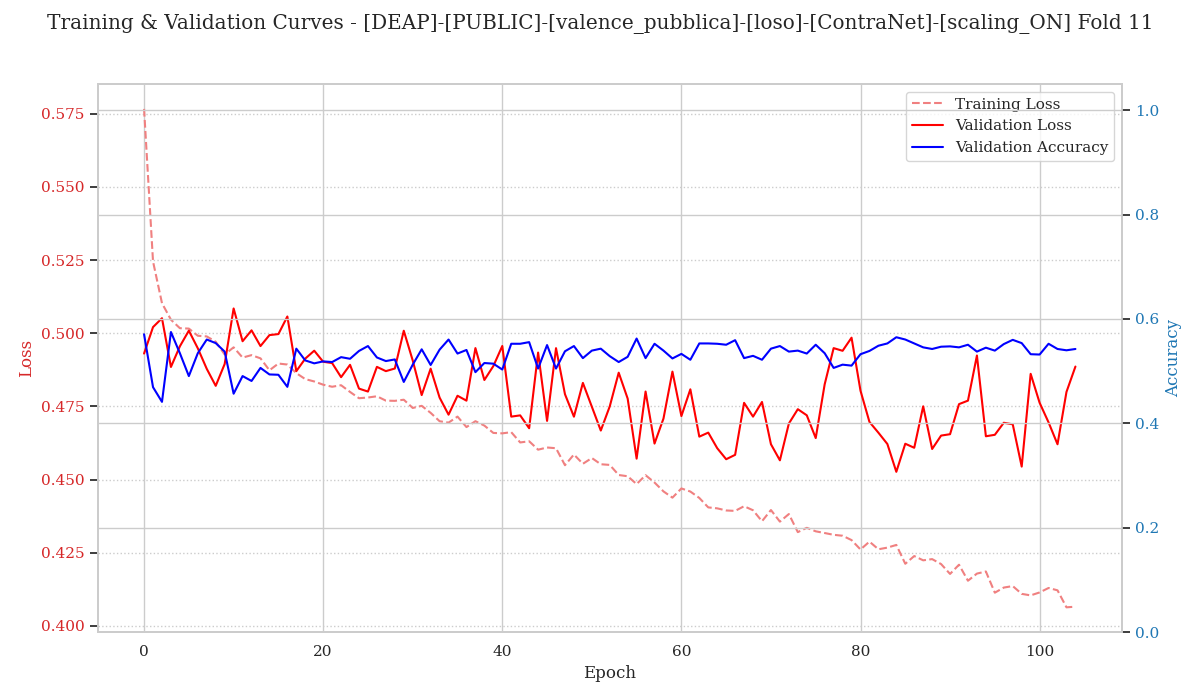 Training & Validation Curves - [DEAP]-[PUBLIC]-[valence_pubblica]-[loso]-[ContraNet]-[scaling_ON] Fold 11
Training Loss
Validation Loss
Validation Accuracy
Loss
0.575
0.550
0.525
0.500
0.475
0.450
0.425
0.400
1.0
0.8
0.6
0.4
0.2
0.0
Accuracy
0
20
40
60
80
100
Epoch